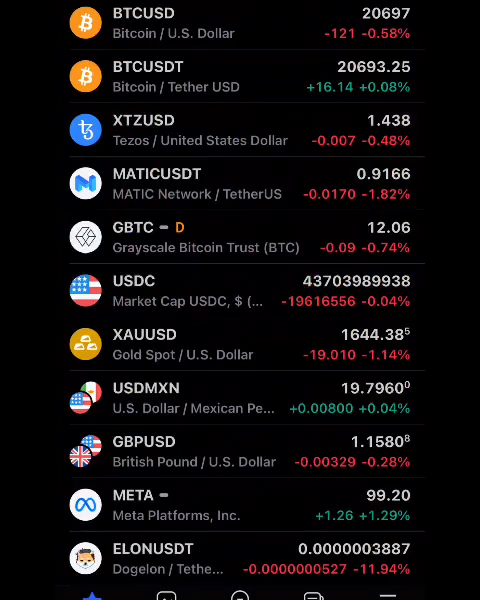 BTCUSD 20697
Bitcoin / U.S. Dollar -121 -0.58%
BTCUSDT 20693.25
Bitcoin / Tether USD +16.14 +0.08%
XTZUSD 1.438
Tezos / United States Dollar -0.007 -0.48%
MATICUSDT 0.9166
MATIC Network / TetherUS -0.0170 -1.82%
GBTC D 12.06
Grayscale Bitcoin Trust (BTC) -0.09 -0.74%
USDC 43703989938
Market Cap USDC, $ (... -19616556 -0.04%
XAUUSD 1644.38⁵
Gold Spot / U.S. Dollar -19.010 -1.14%
USDMXN 19.7960⁰
U.S. Dollar / Mexican Pe... +0.00800 +0.04%
GBPUSD 1.1580⁸
British Pound / U.S. Dollar -0.00329 -0.28%
META 99.20
Meta Platforms, Inc. +1.26 +1.29%
ELONUSDT 0.0000003887
Dogelon / Tethe... -0.0000000527 -11.94%